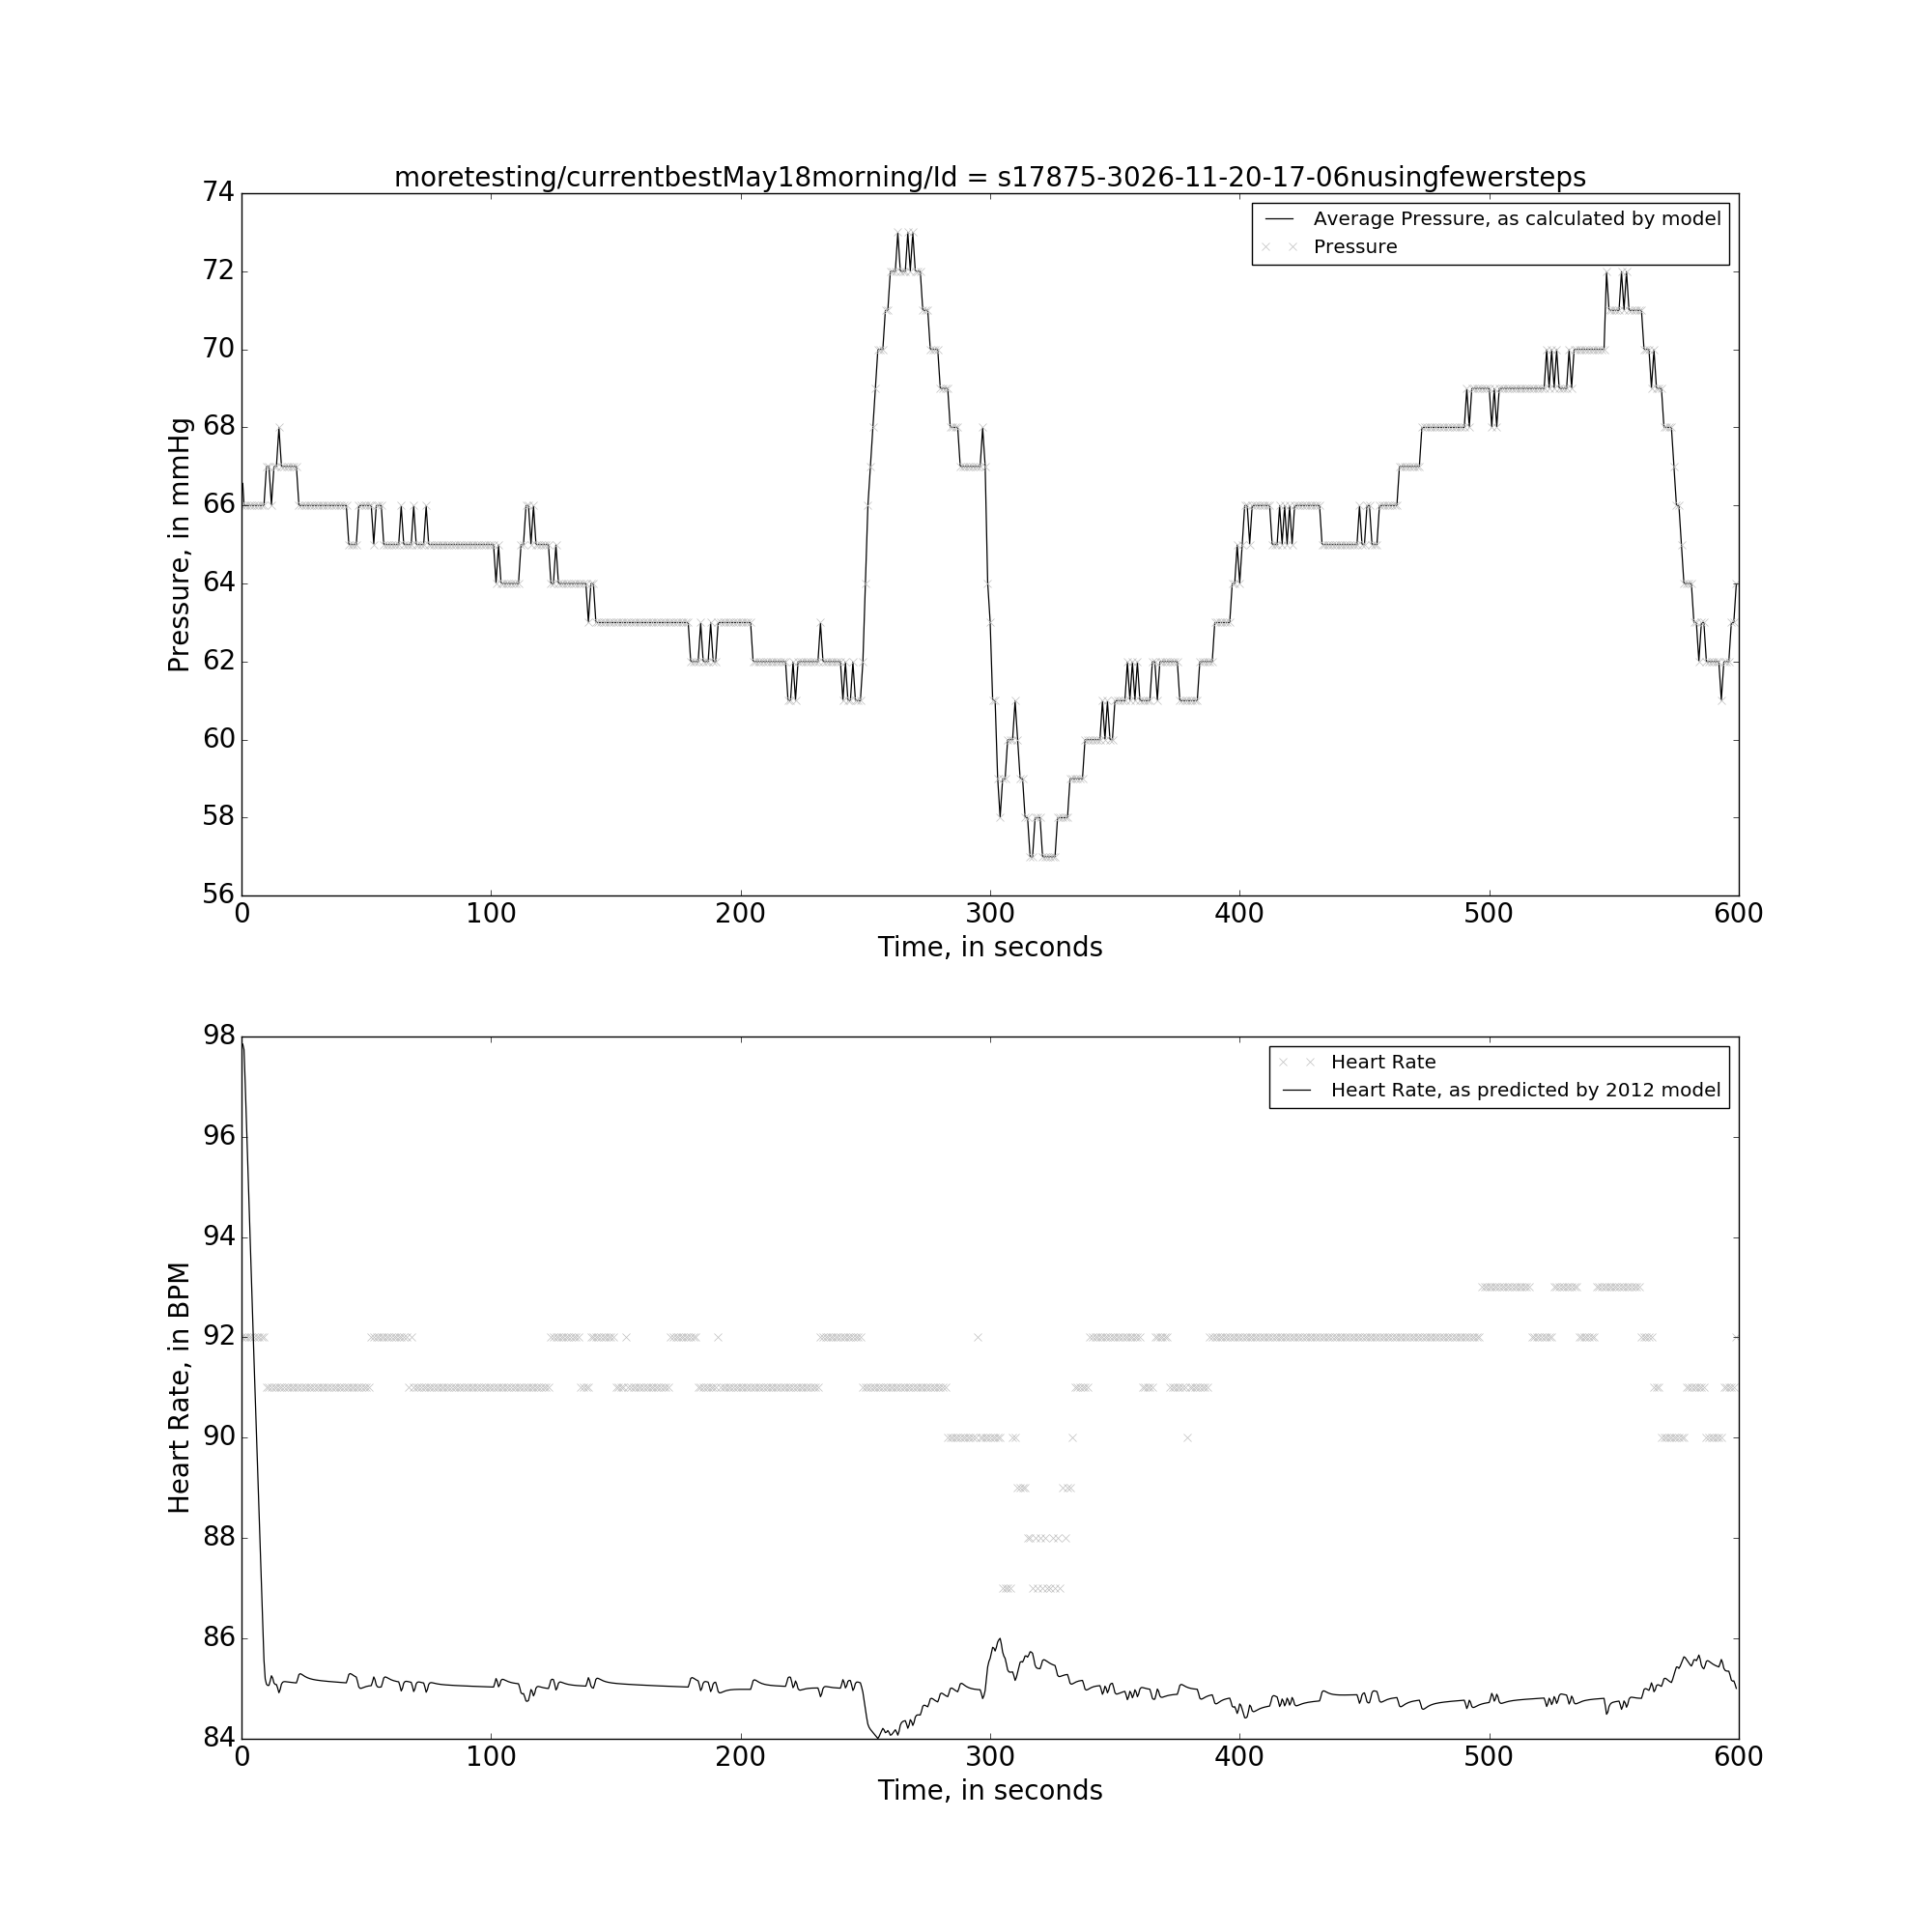 moretesting/currentbestMay18morning/Id = s17875-3026-11-20-17-06nusingfewersteps
74
72
70
68
66
64
62
60
58
56
Pressure, in mmHg
Average Pressure, as calculated by model
Pressure
0 100 200 300 400 500 600
Time, in seconds
98
96
94
92
90
88
86
84
Heart Rate, in BPM
Heart Rate
Heart Rate, as predicted by 2012 model
0 100 200 300 400 500 600
Time, in seconds